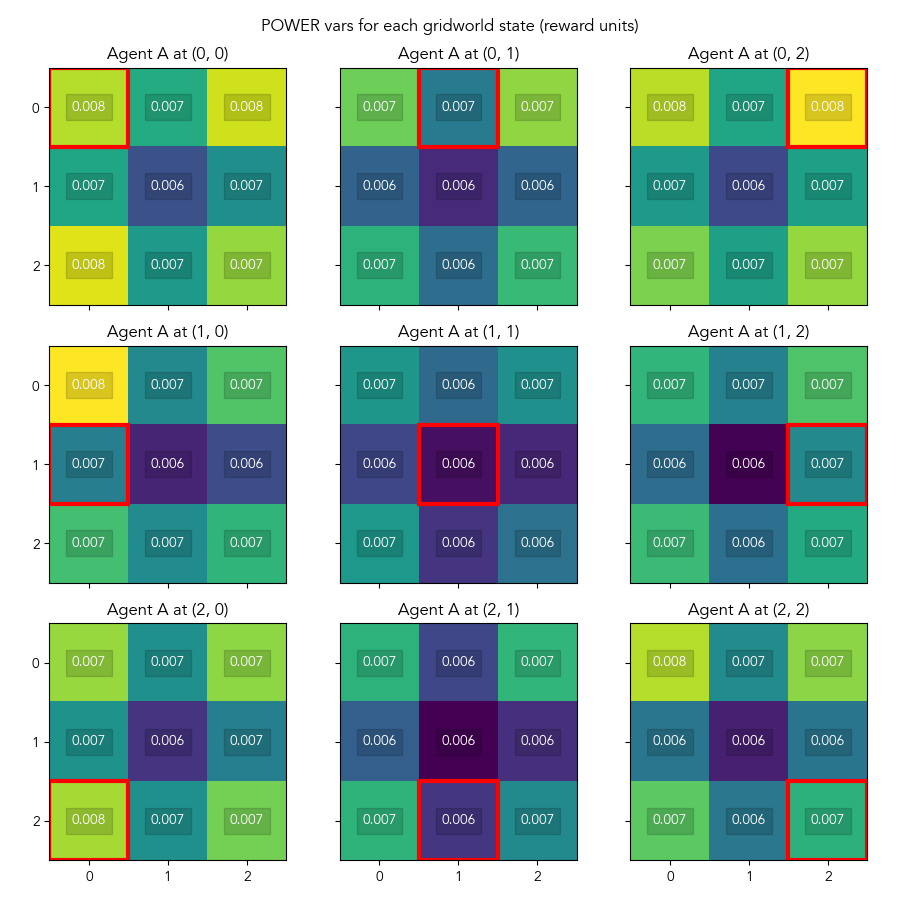 POWER vars for each gridworld state (reward units)
Agent A at (0, 0) Agent A at (0, 1) Agent A at (0, 2)
0 0.008 0.007 0.008 0.007 0.007 0.007 0.008 0.007 0.008
1 0.007 0.006 0.007 0.006 0.006 0.006 0.007 0.006 0.007
2 0.008 0.007 0.007 0.007 0.006 0.007 0.007 0.007 0.007
Agent A at (1, 0) Agent A at (1, 1) Agent A at (1, 2)
0 0.008 0.007 0.007 0.007 0.006 0.007 0.007 0.007 0.007
1 0.007 0.006 0.006 0.006 0.006 0.006 0.006 0.006 0.007
2 0.007 0.007 0.007 0.007 0.006 0.006 0.007 0.006 0.007
Agent A at (2, 0) Agent A at (2, 1) Agent A at (2, 2)
0 0.007 0.007 0.007 0.007 0.006 0.007 0.008 0.007 0.007
1 0.007 0.006 0.007 0.006 0.006 0.006 0.006 0.006 0.006
2 0.008 0.007 0.007 0.007 0.006 0.007 0.007 0.006 0.007
0 1 2 0 1 2 0 1 2